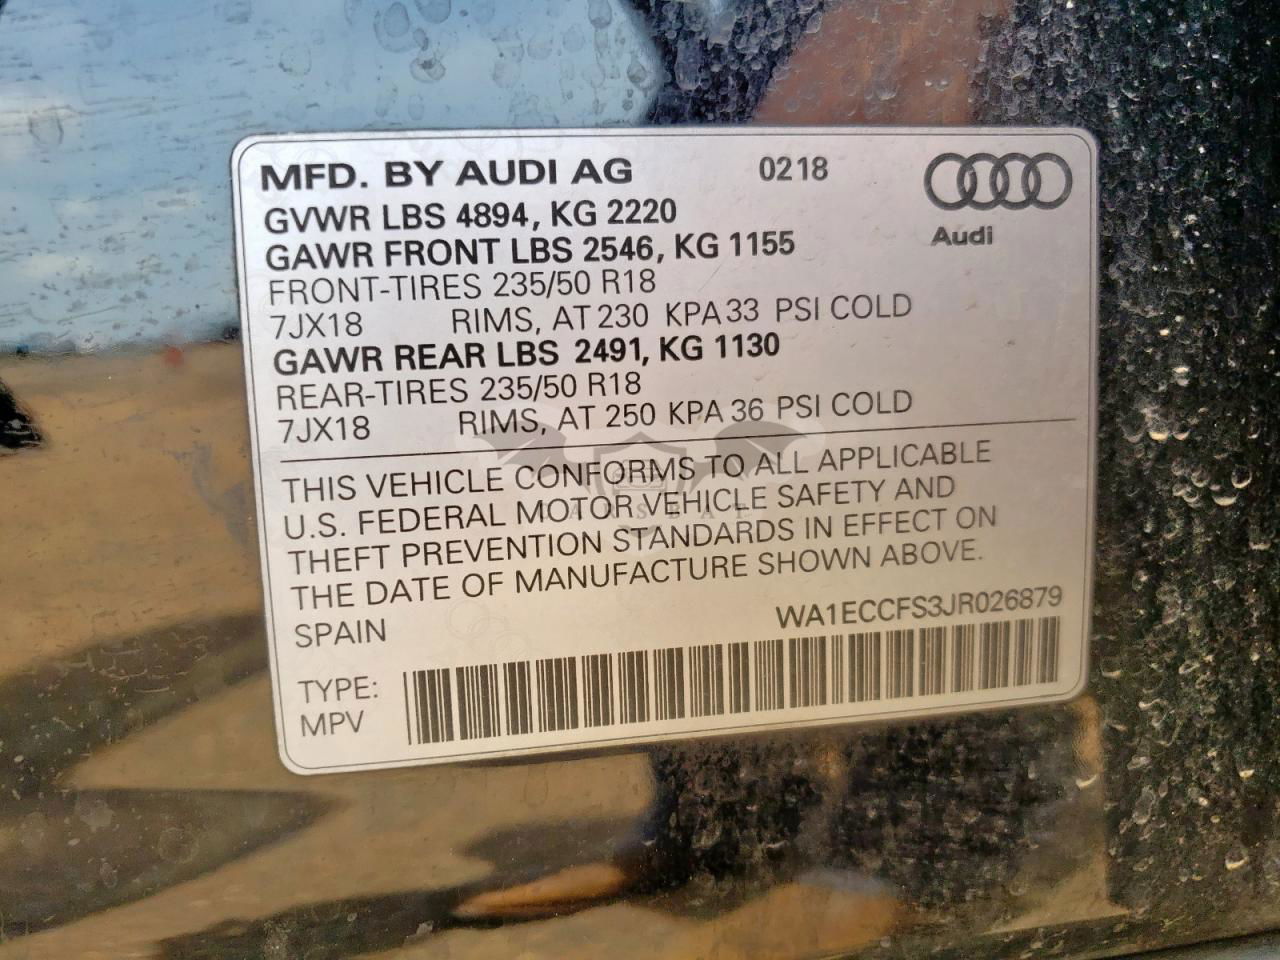 MFD. BY AUDI AG 0218
Audi
GVWR LBS 4894, KG 2220
GAWR FRONT LBS 2546, KG 1155
FRONT-TIRES 235/50 R18
7JX18 RIMS, AT 230 KPA 33 PSI COLD
GAWR REAR LBS 2491, KG 1130
REAR-TIRES 235/50 R18
7JX18 RIMS, AT 250 KPA 36 PSI COLD
THIS VEHICLE CONFORMS TO ALL APPLICABLE
U.S. FEDERAL MOTOR VEHICLE SAFETY AND
THEFT PREVENTION STANDARDS IN EFFECT ON
THE DATE OF MANUFACTURE SHOWN ABOVE.
SPAIN WA1ECCFS3JR026879
TYPE:
MPV